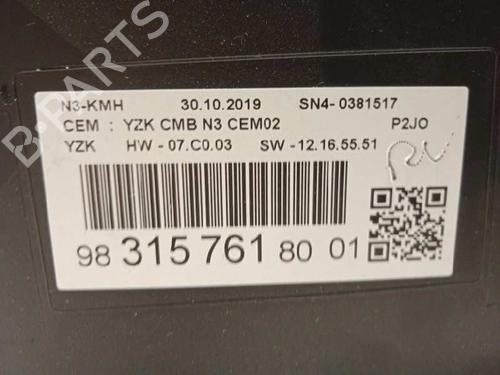 B-PARTS
N3-KMH 30.10.2019 SN4- 0381517
CEM : YZK CMB N3 CEM02 P2JO
YZK HW - 07.C0.03 SW -12.16.55.51
98 315 761 80 01